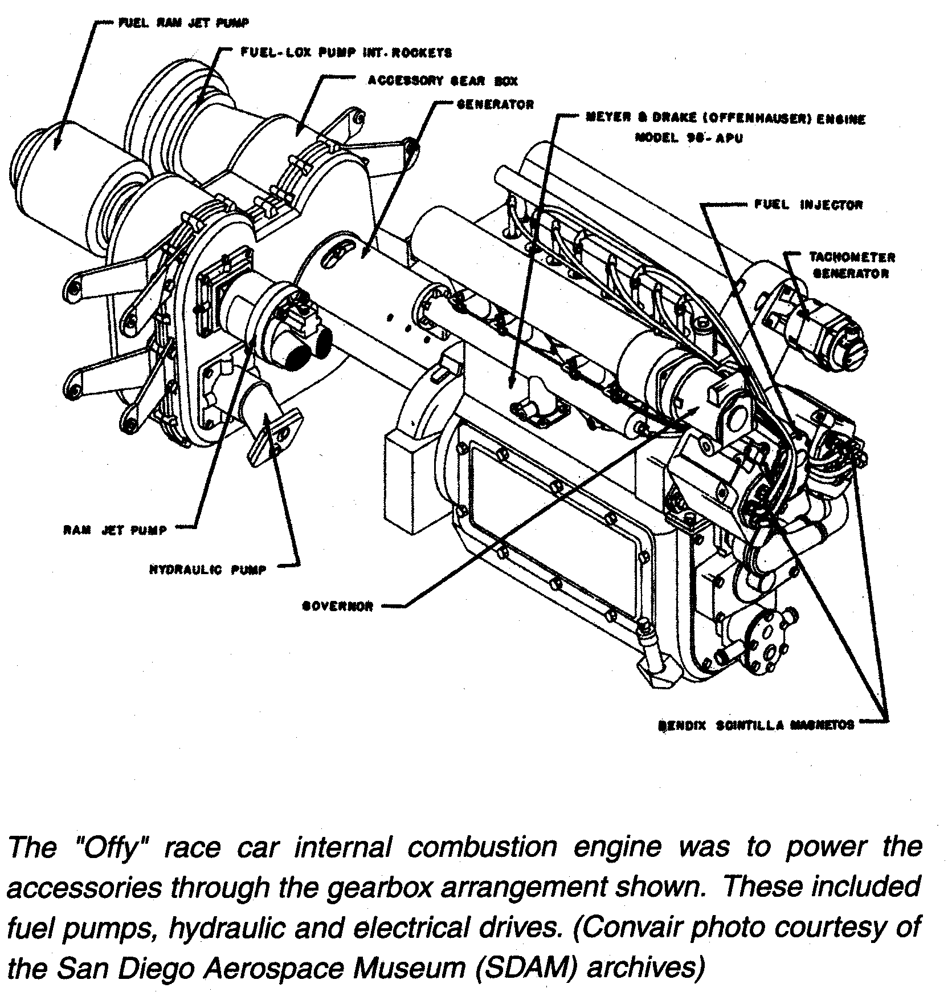 FUEL RAM JET PUMP
FUEL-LOX PUMP INT. ROCKETS
ACCESSORY GEAR BOX
GENERATOR
MEYER & DRAKE (OFFENHAUSER) ENGINE
MODEL 98-APU
FUEL INJECTOR
TACHOMETER
GENERATOR
RAM JET PUMP
HYDRAULIC PUMP
GOVERNOR
BENDIX SCINTILLA MAGNETOS
The "Offy" race car internal combustion engine was to power the
accessories through the gearbox arrangement shown. These included
fuel pumps, hydraulic and electrical drives. (Convair photo courtesy of
the San Diego Aerospace Museum (SDAM) archives)